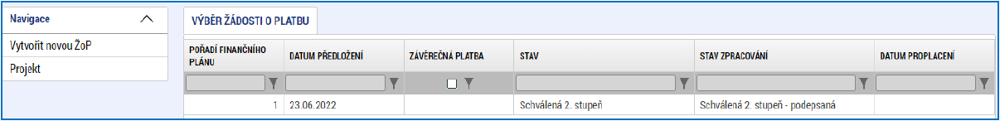 Navigace
Vytvořit novou ŽoP
Projekt
VÝBĚR ŽÁDOSTI O PLATBU
POŘADÍ FINANČNÍHO PLÁNU DATUM PŘEDLOŽENÍ ZÁVĚREČNÁ PLATBA STAV STAV ZPRACOVÁNÍ DATUM PROPLACENÍ
1 23.06.2022 Schválená 2. stupeň Schválená 2. stupeň - podepsaná